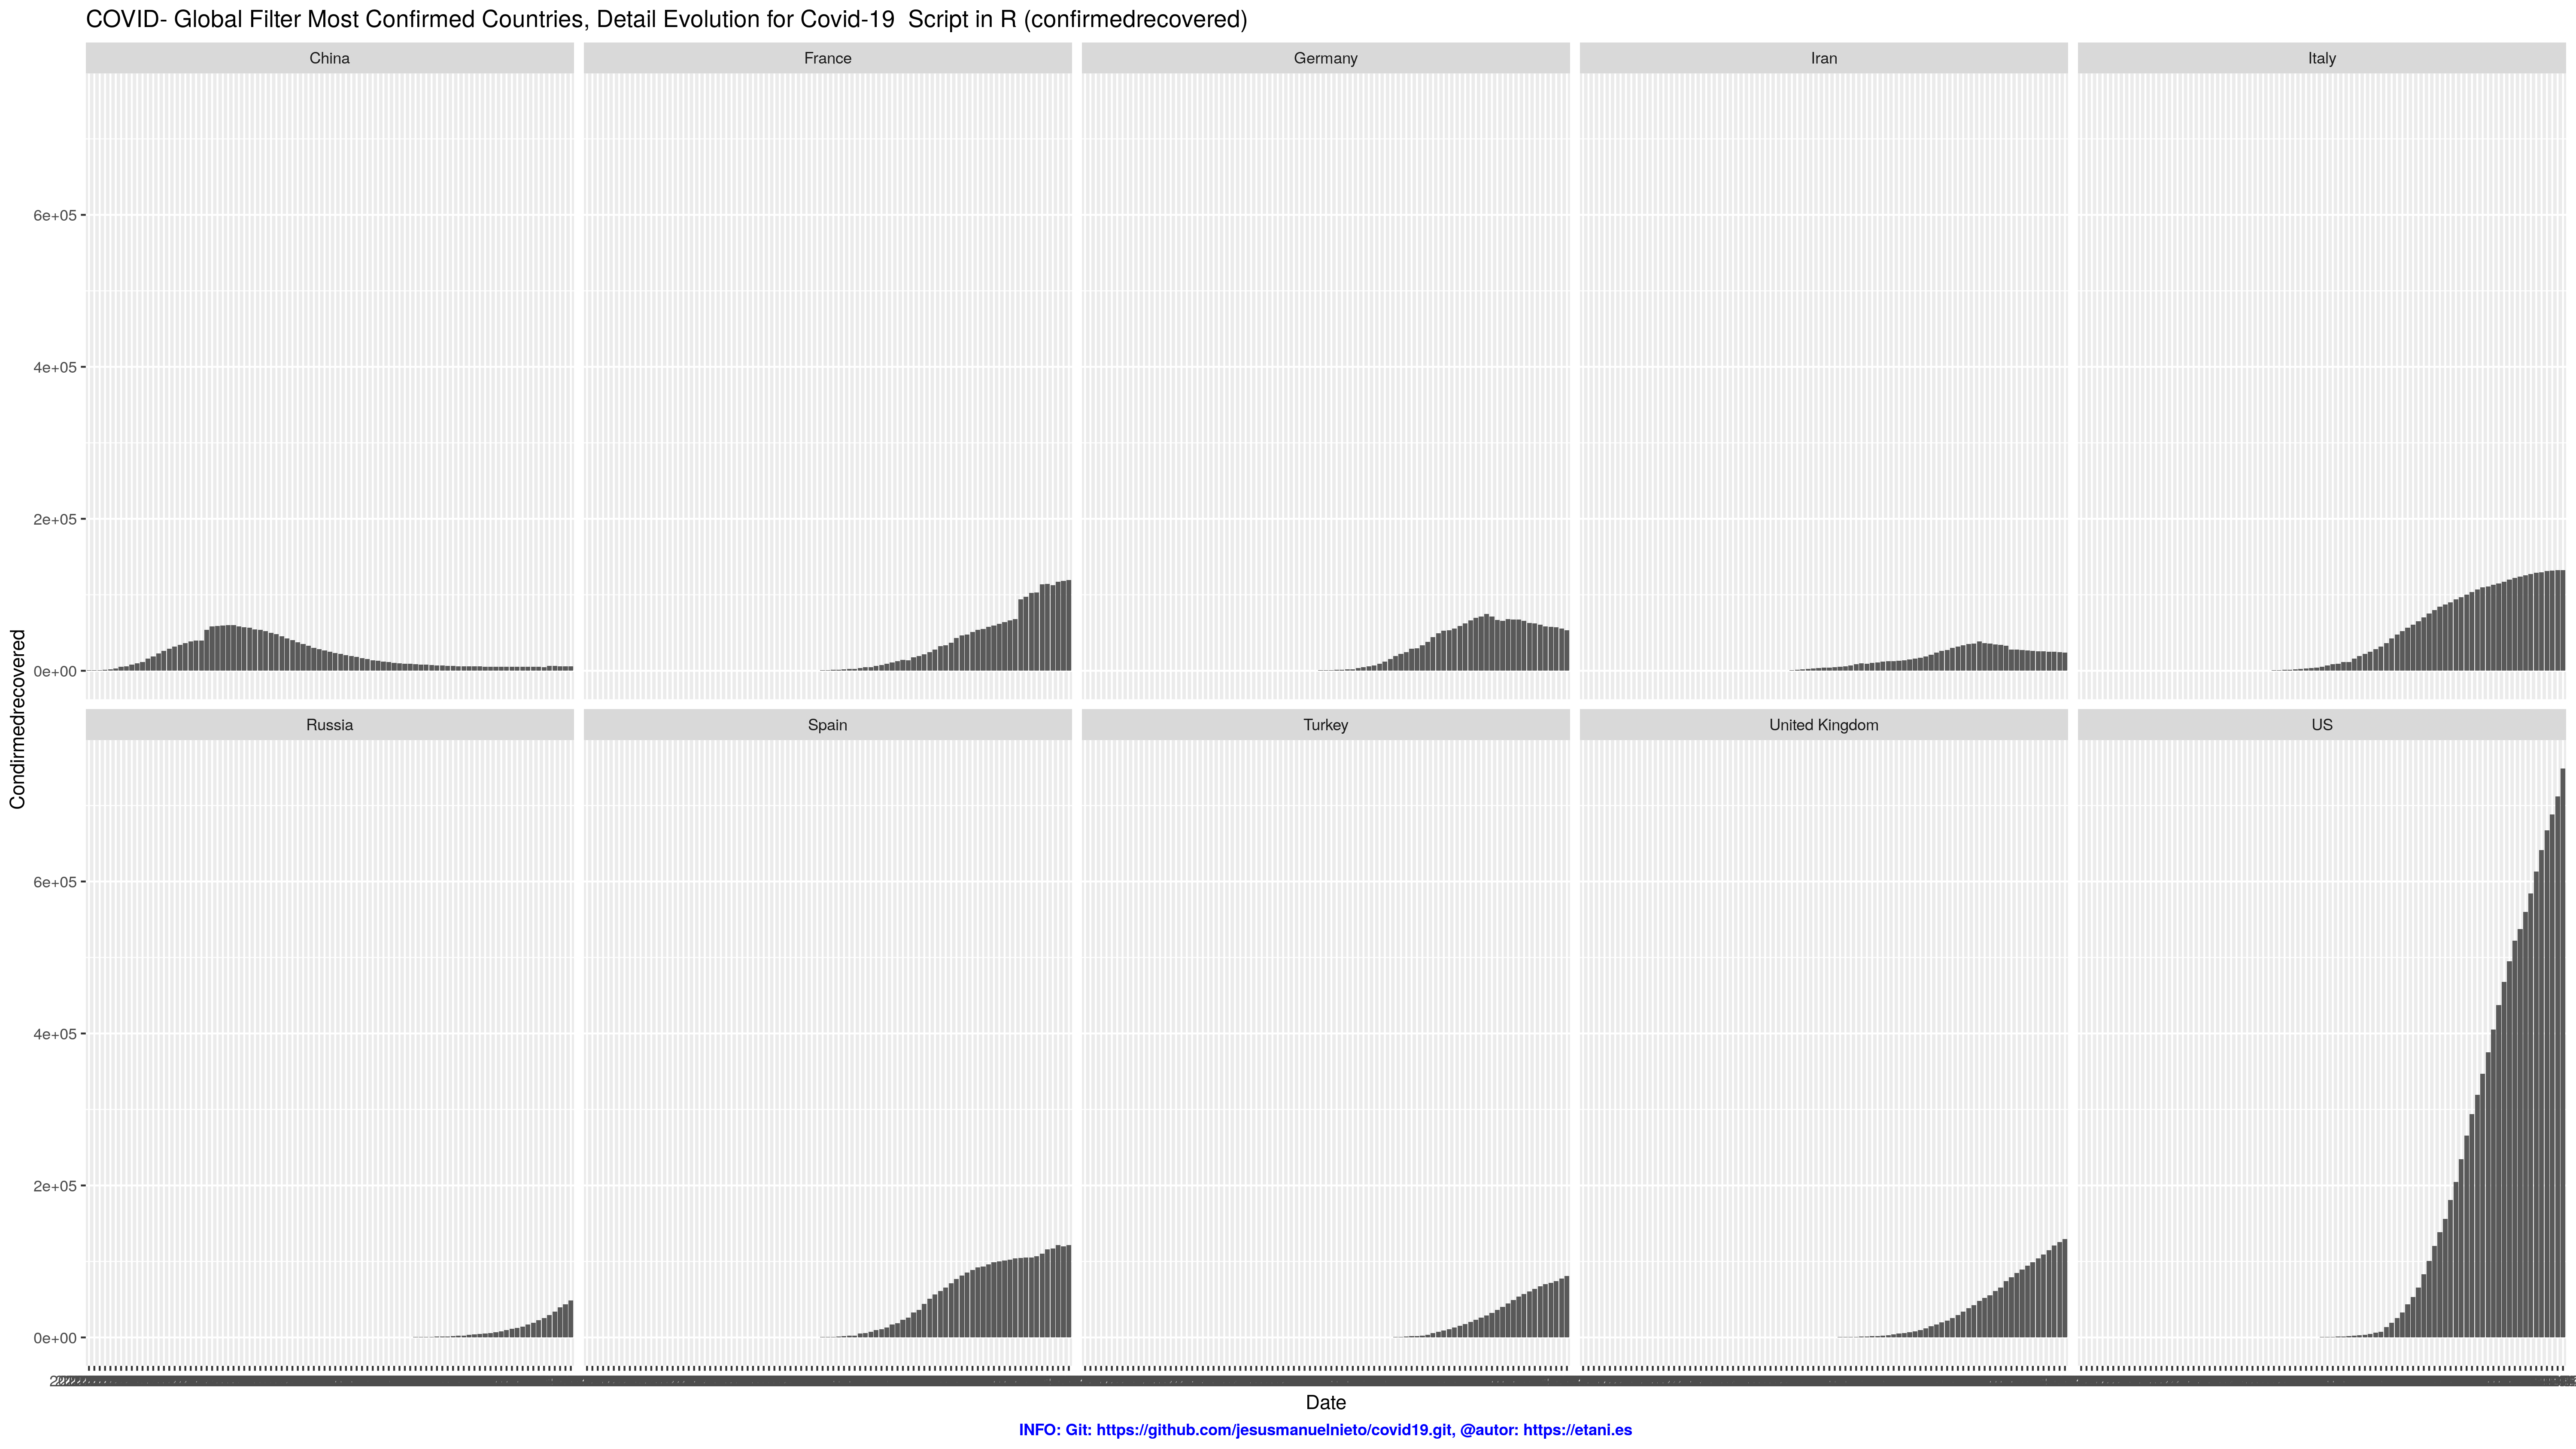 COVID- Global Filter Most Confirmed Countries, Detail Evolution for Covid-19  Script in R (confirmedrecovered)
China
France
Germany
Iran
Italy
6e+05
4e+05
2e+05
0e+00
Condirmedrecovered
Russia
Spain
Turkey
United Kingdom
US
6e+05
4e+05
2e+05
0e+00
Date
INFO: Git: https://github.com/jesusmanuelnieto/covid19.git, @autor: https://etani.es